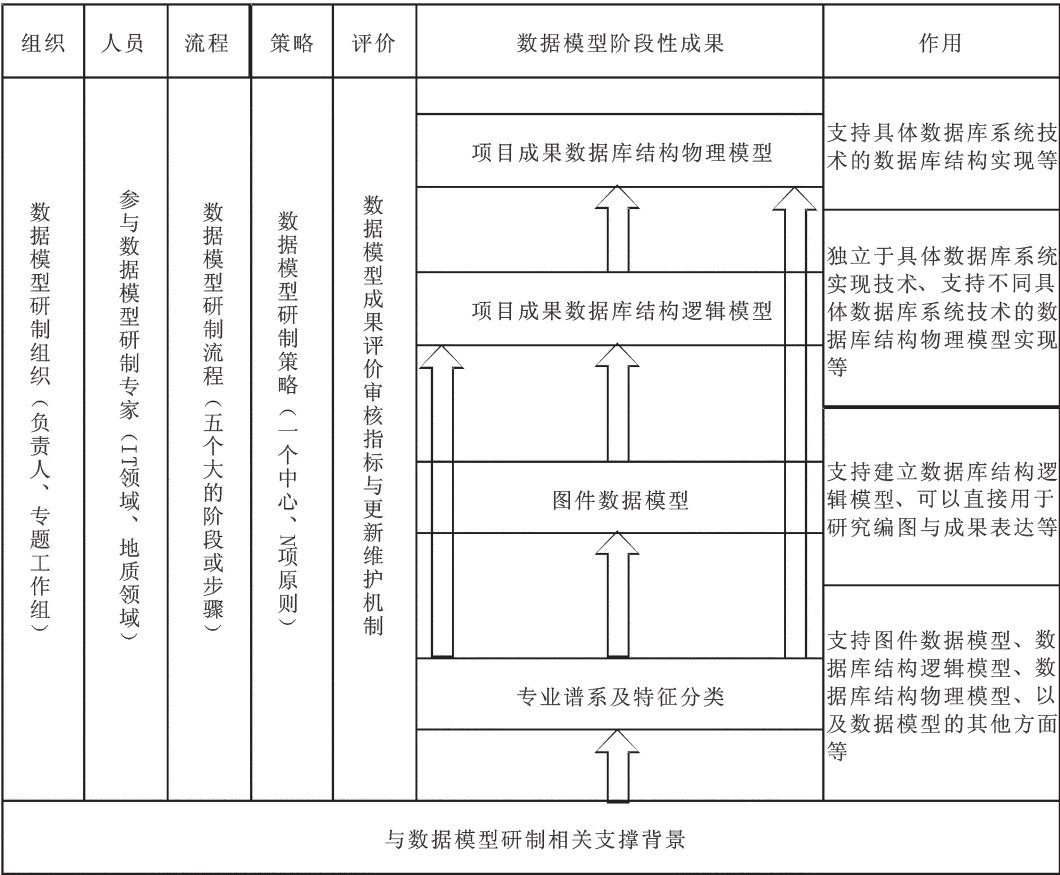 组织 人员 流程 策略 评价 数据模型阶段性成果 作用
数据模型研制组织(负责人、专题工作组)
参与数据模型研制专家(IT领域、地质领域)
数据模型研制流程(五个大的阶段或步骤)
数据模型研制策略(一个中心、N项原则)
数据模型成果评价审核指标与更新维护机制
项目成果数据库结构物理模型
项目成果数据库结构逻辑模型
图件数据模型
专业谱系及特征分类
支持具体数据库系统技
术的数据库结构实现等
独立于具体数据库系统
实现技术、支持不同具
体数据库系统技术的数
据库结构物理模型实现
等
支持建立数据库结构逻
辑模型、可以直接用于
研究编图与成果表达等
支持图件数据模型、数
据库结构逻辑模型、数
据库结构物理模型、以
及数据模型的其他方面
等
与数据模型研制相关支撑背景